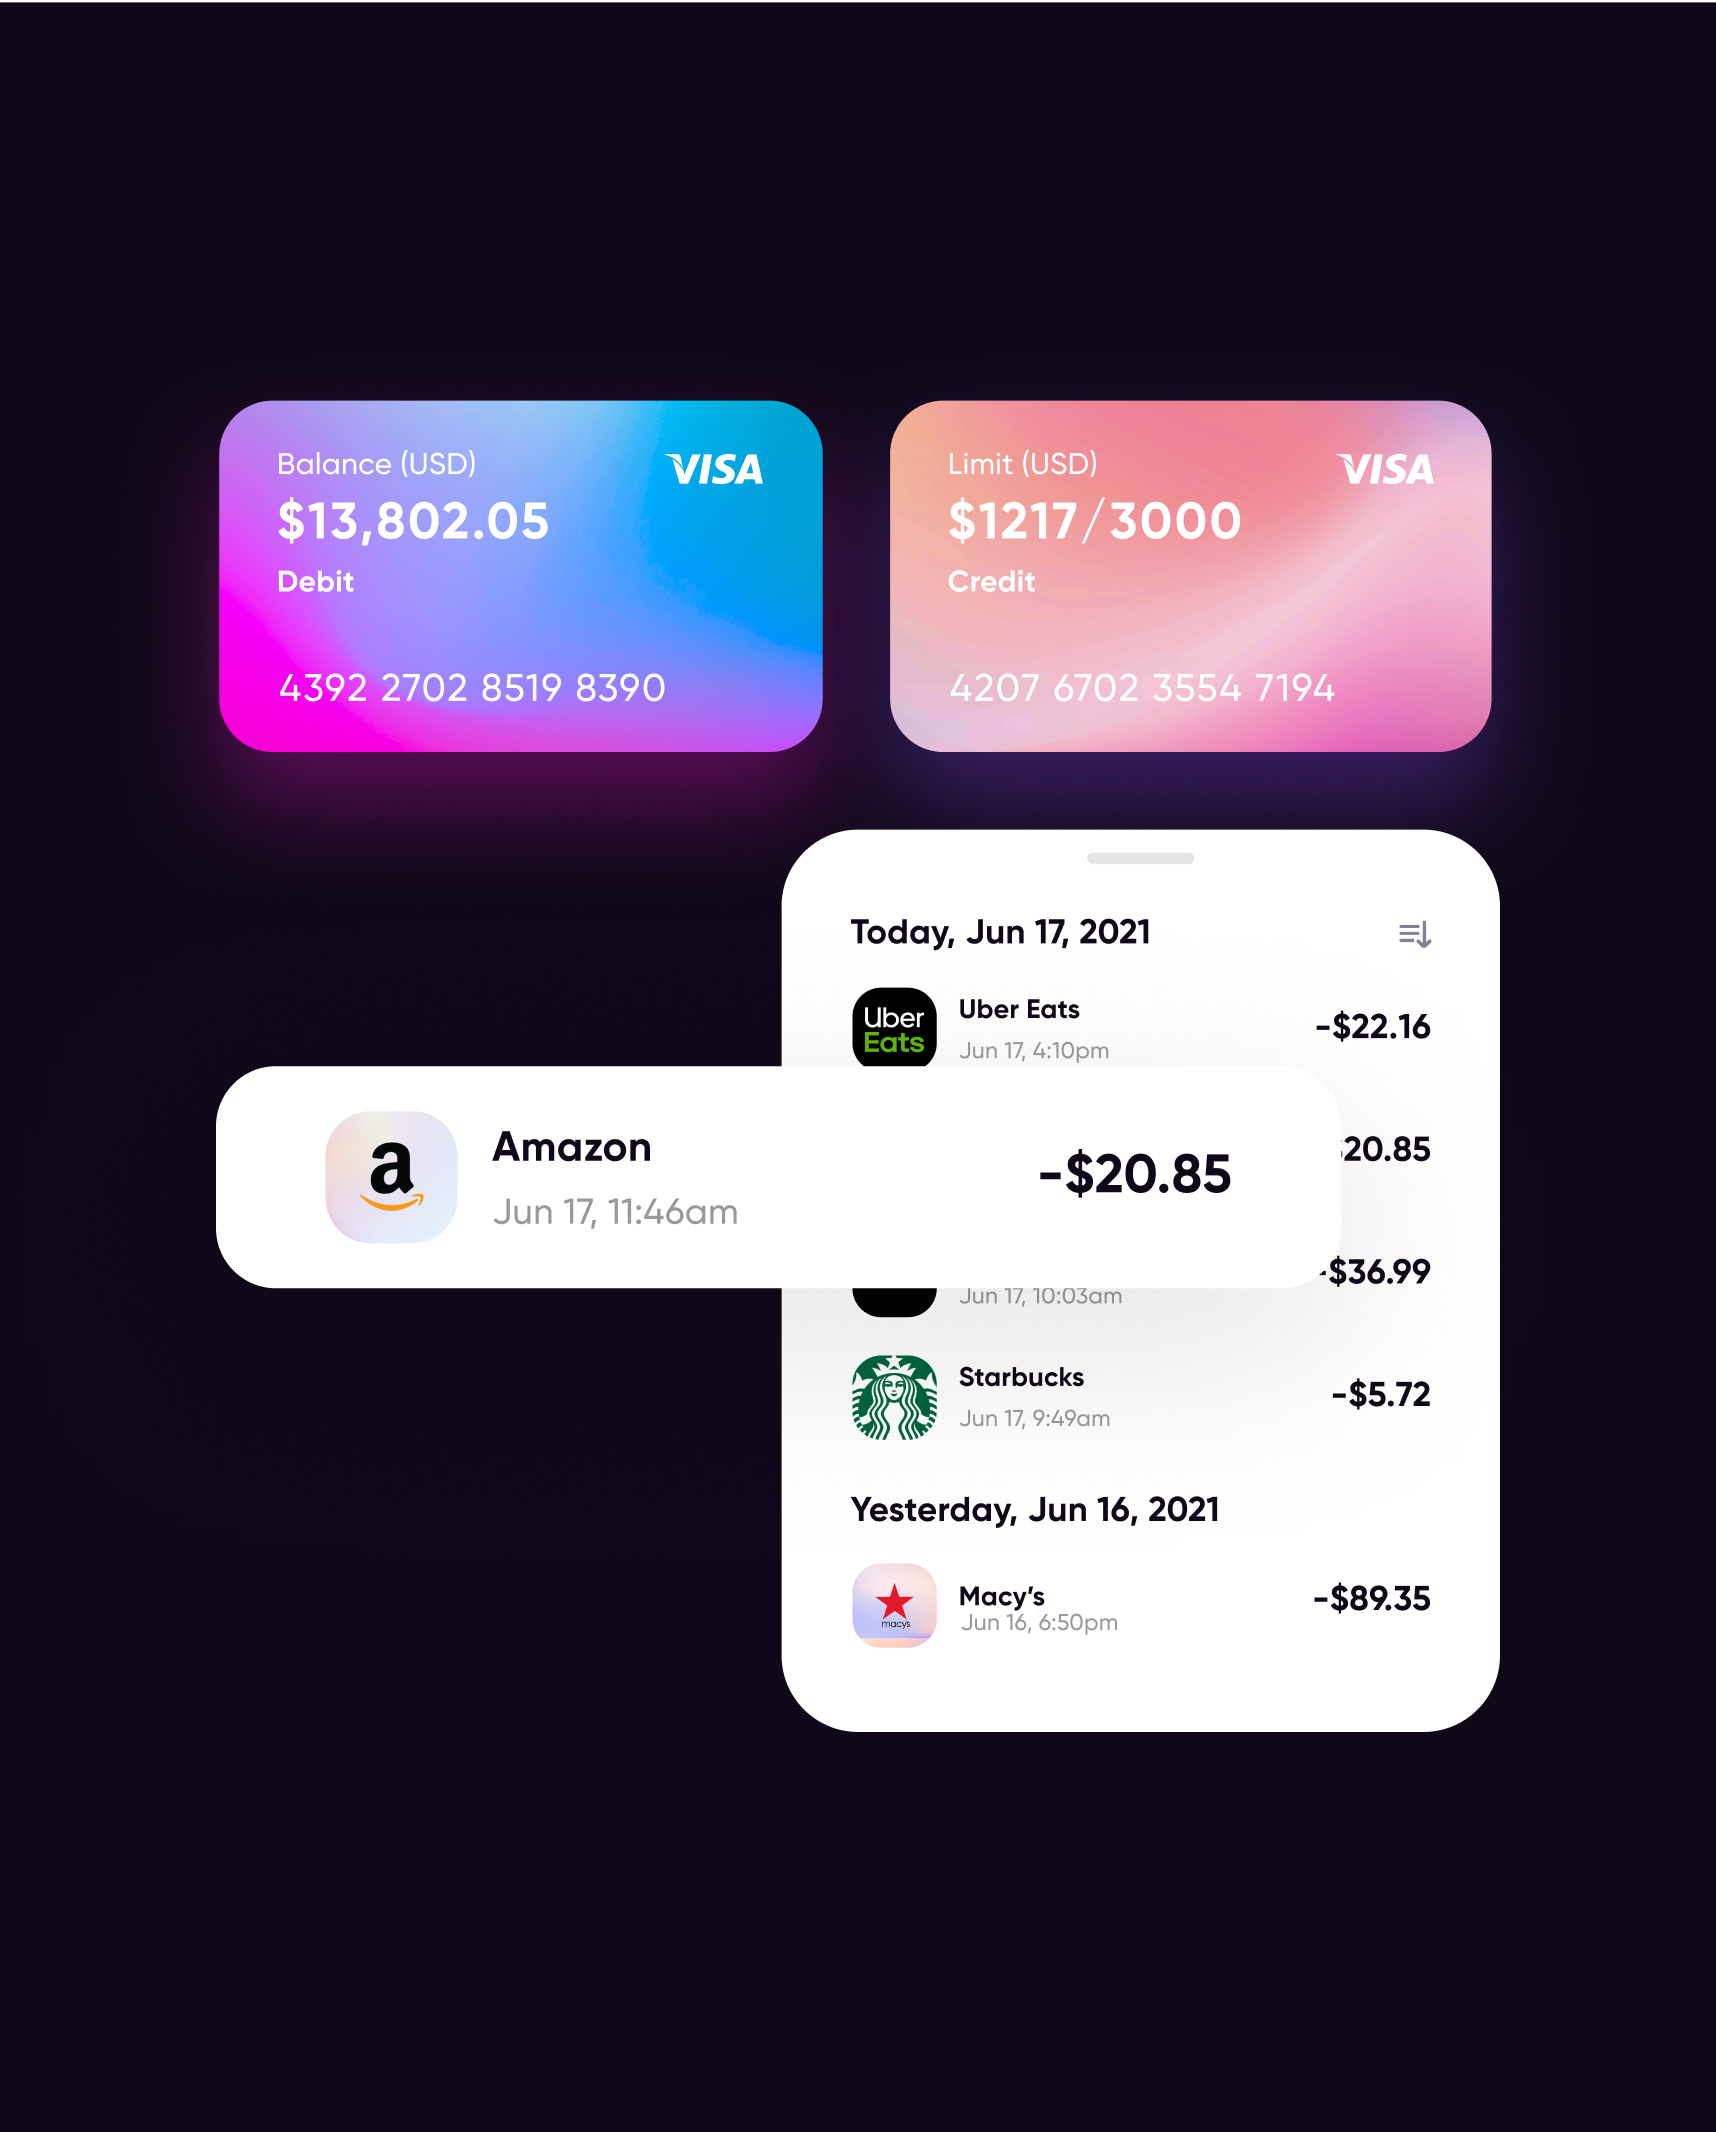 Balance (USD)
VISA
$13,802.05
Debit
4392 2702 8519 8390
Limit (USD)
VISA
$1217/3000
Credit
4207 6702 3554 7194
Today, Jun 17, 2021
Uber
Eats
Uber Eats
Jun 17, 4:10pm
-$22.16
a
Amazon
Jun 17, 11:46am
-$20.85
$20.85
Jun 17, 10:03am
-$36.99
Starbucks
Jun 17, 9:49am
-$5.72
Yesterday, Jun 16, 2021
macys
Macy’s
Jun 16, 6:50pm
-$89.35